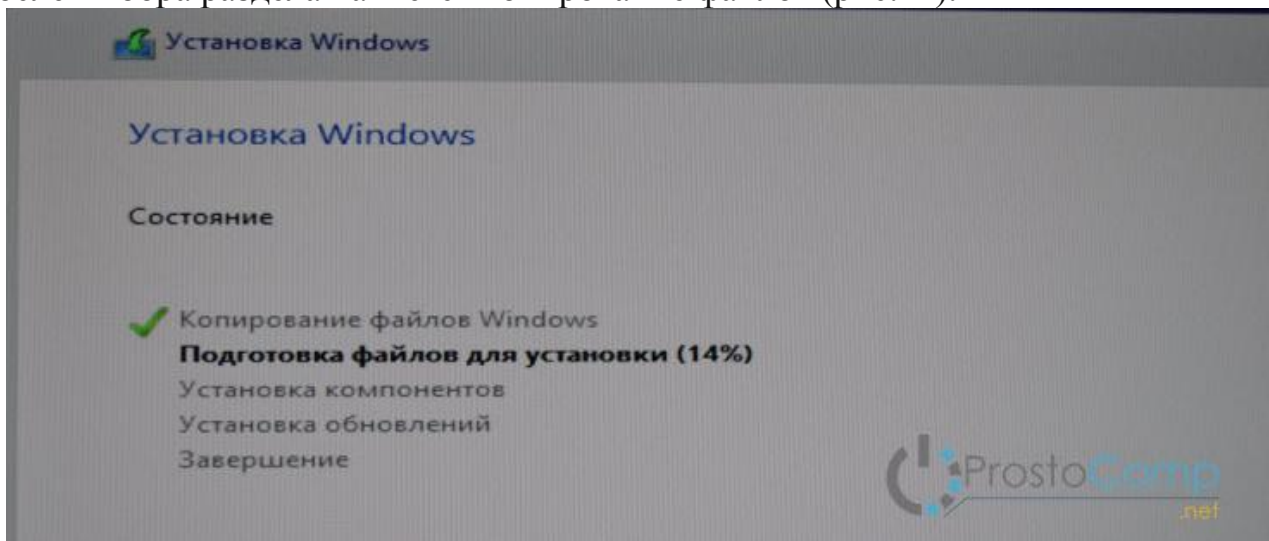 Установка Windows
Установка Windows
Состояние
Копирование файлов Windows
Подготовка файлов для установки (14%)
Установка компонентов
Установка обновлений
Завершение
ProstoComp
.net